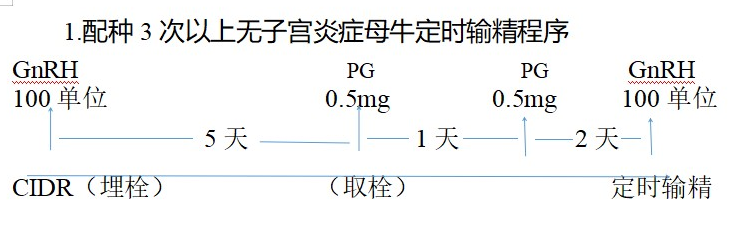 1.配种 3 次以上无子宫炎症母牛定时输精程序
GnRH PG PG GnRH
100 单位 0.5mg 0.5mg 100 单位
5 天 1 天 2 天
CIDR（埋栓） （取栓） 定时输精